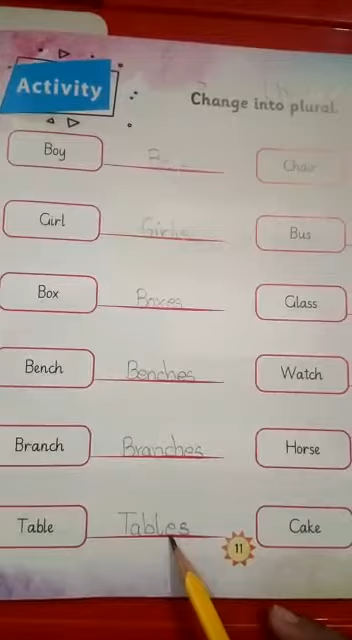 Activity
Change into plural.
Boy
Chair
Girl Girls
Bus
Box Boxes
Glass
Bench Benches
Watch
Branch Branches
Horse
Table Tables
Cake
11